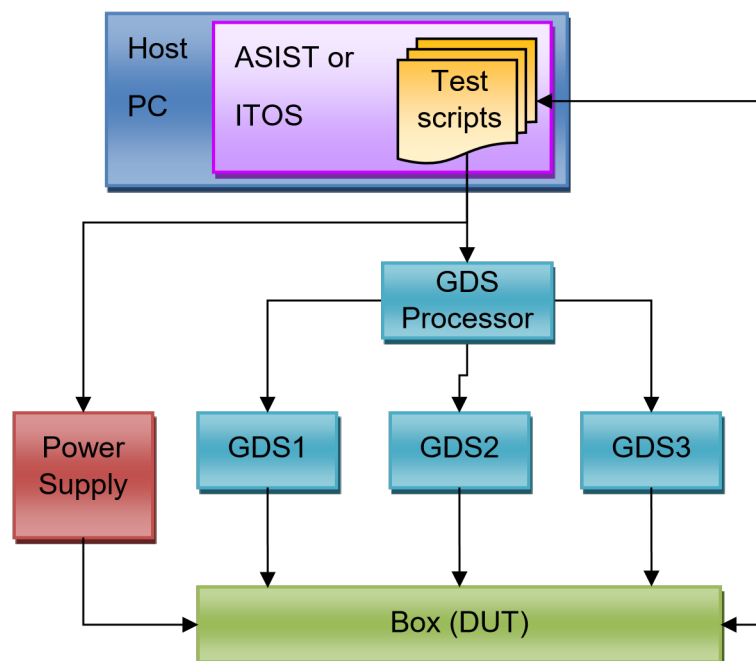 Host
PC
ASIST or
ITOS
Test
scripts
GDS
Processor
Power
Supply
GDS1
GDS2
GDS3
Box (DUT)